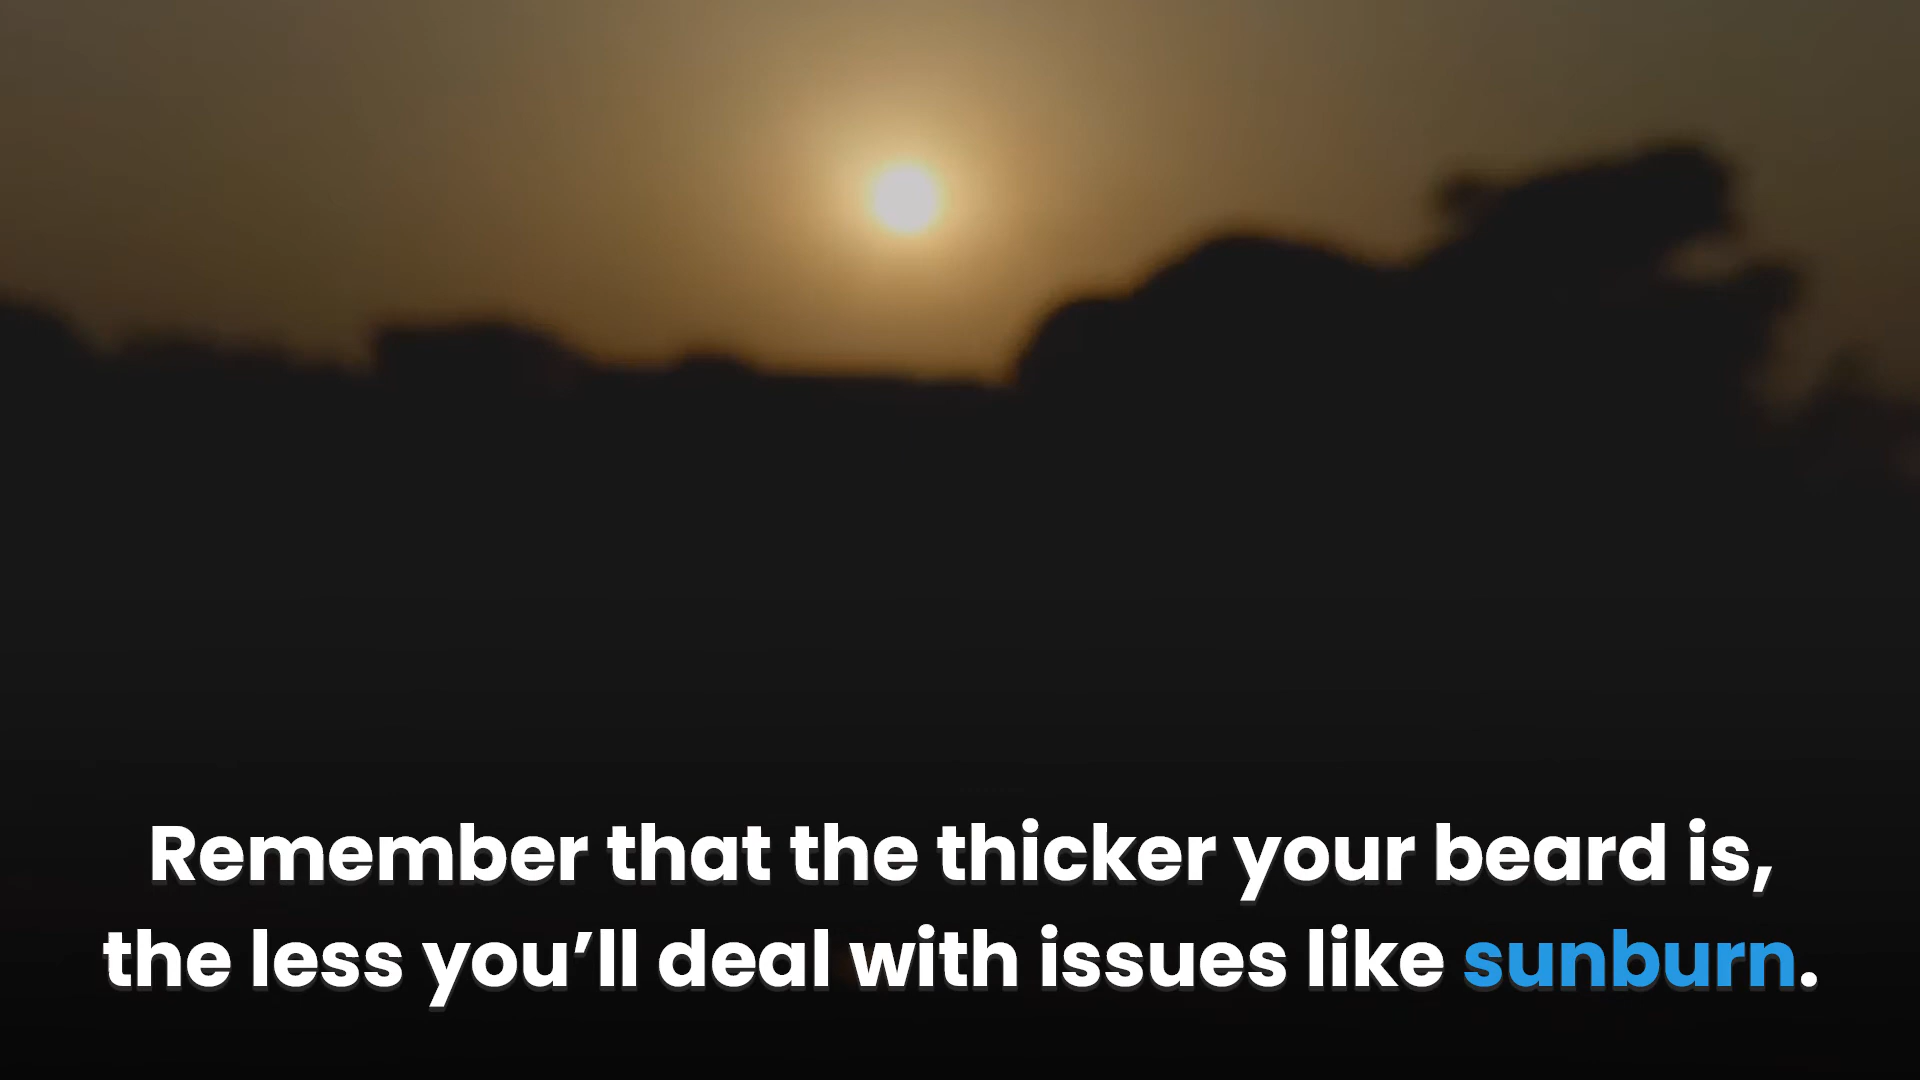 Remember that the thicker your beard is,
the less you’ll deal with issues like sunburn.